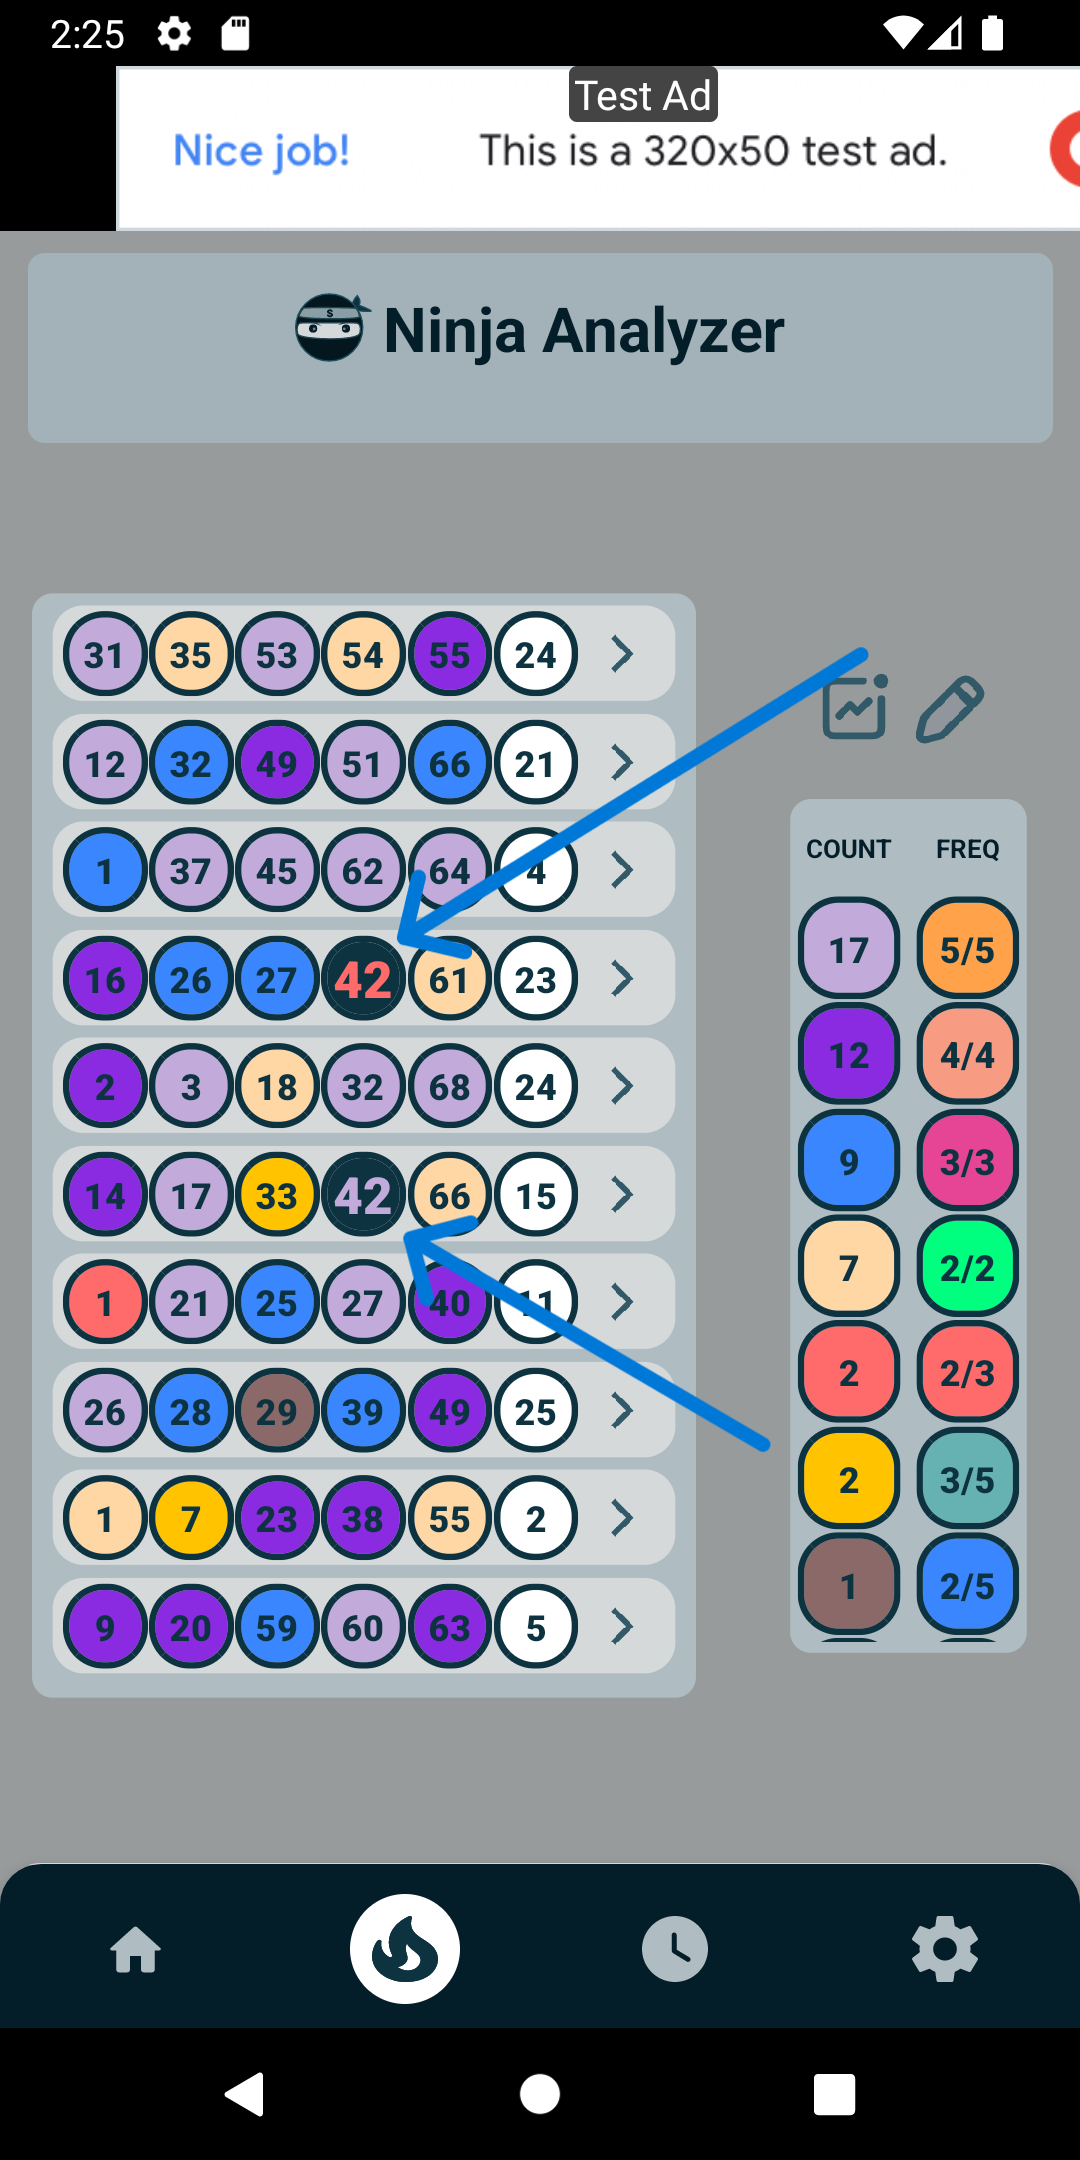 2:25
Test Ad
Nice job! This is a 320x50 test ad.
Ninja Analyzer
31 35 53 54 55 24
12 32 49 51 66 21
1 37 45 62 64 4
16 26 27 42 61 23
2 3 18 32 68 24
14 17 33 42 66 15
1 21 25 27 40 11
26 28 29 39 49 25
1 7 23 38 55 2
9 20 59 60 63 5
COUNT FREQ
17 5/5
12 4/4
9 3/3
7 2/2
2 2/3
2 3/5
1 2/5